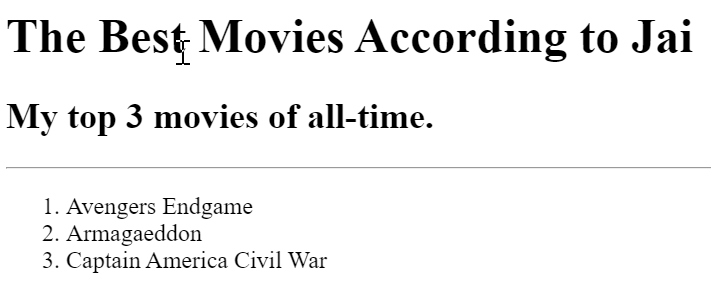 The Best Movies According to Jai
My top 3 movies of all-time.
1. Avengers Endgame
2. Armagaeddon
3. Captain America Civil War